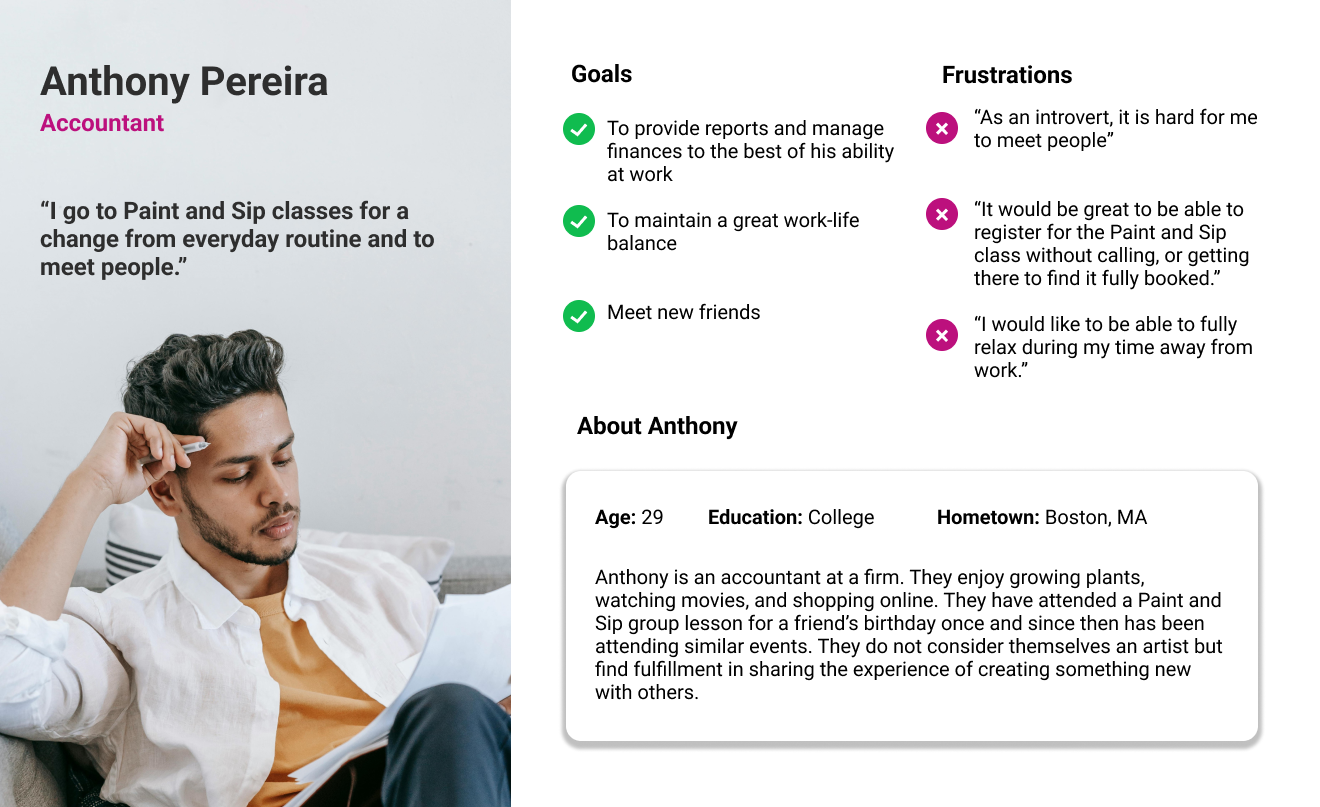 Anthony Pereira
Accountant
“I go to Paint and Sip classes for a
change from everyday routine and to
meet people.”
Goals
To provide reports and manage
finances to the best of his ability
at work
To maintain a great work-life
balance
Meet new friends
Frustrations
“As an introvert, it is hard for me
to meet people”
“It would be great to be able to
register for the Paint and Sip
class without calling, or getting
there to find it fully booked.”
“I would like to be able to fully
relax during my time away from
work.”
About Anthony
Age: 29 Education: College Hometown: Boston, MA
Anthony is an accountant at a firm. They enjoy growing plants,
watching movies, and shopping online. They have attended a Paint and
Sip group lesson for a friend’s birthday once and since then has been
attending similar events. They do not consider themselves an artist but
find fulfillment in sharing the experience of creating something new
with others.